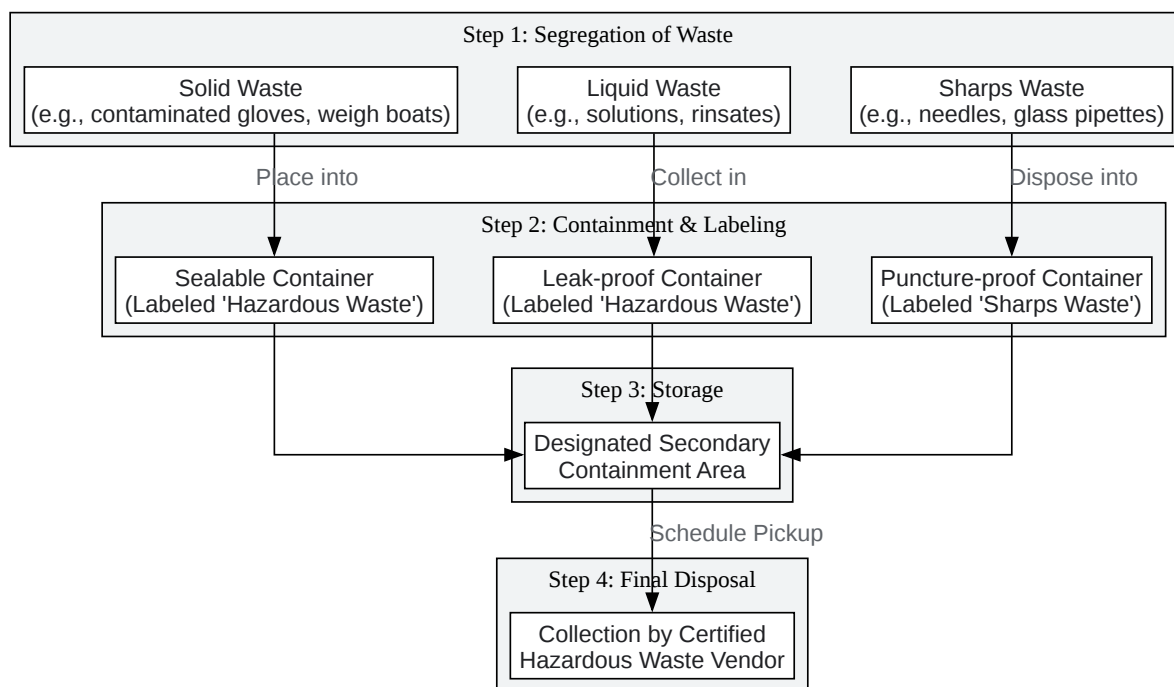 Step 1: Segregation of Waste
Solid Waste
(e.g., contaminated gloves, weigh boats)
Liquid Waste
(e.g., solutions, rinsates)
Sharps Waste
(e.g., needles, glass pipettes)
Place into
Collect in
Dispose into
Step 2: Containment & Labeling
Sealable Container
(Labeled 'Hazardous Waste')
Leak-proof Container
(Labeled 'Hazardous Waste')
Puncture-proof Container
(Labeled 'Sharps Waste')
Step 3: Storage
Designated Secondary
Containment Area
Schedule Pickup
Step 4: Final Disposal
Collection by Certified
Hazardous Waste Vendor